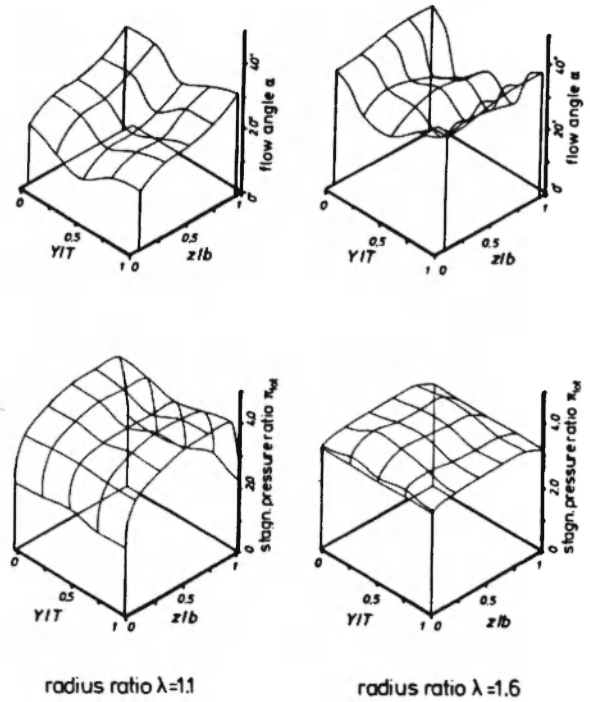 40°
20°
0°
flow angle α
0
0.5
1
Y/T
0
0.5
1
z/b
40°
20°
0°
flow angle α
0
0.5
1
Y/T
0
0.5
1
z/b
4.0
2.0
0
stagn. pressure ratio π tot
0
0.5
1
Y/T
0
0.5
1
z/b
4.0
2.0
0
stagn. pressure ratio π tot
0
0.5
1
Y/T
0
0.5
1
z/b
radius ratio λ=1.1
radius ratio λ=1.6